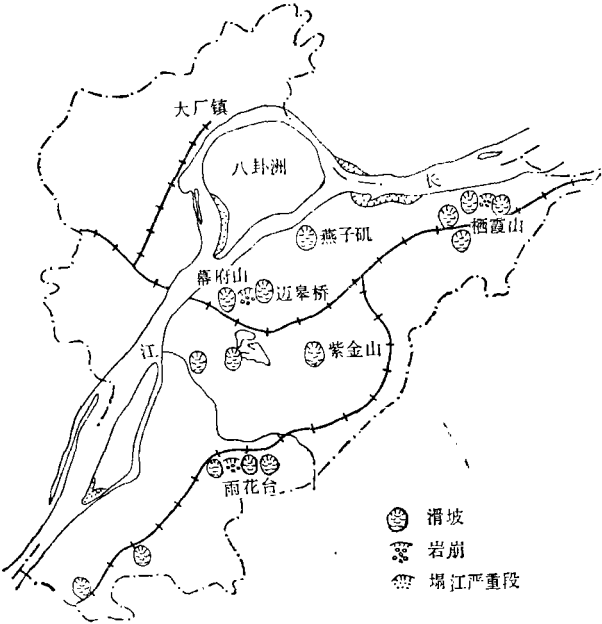 大厂镇
八卦洲
长
燕子矶
栖霞山
幕府山
迈皋桥
江
紫金山
雨花台
滑坡
岩崩
塌江严重段